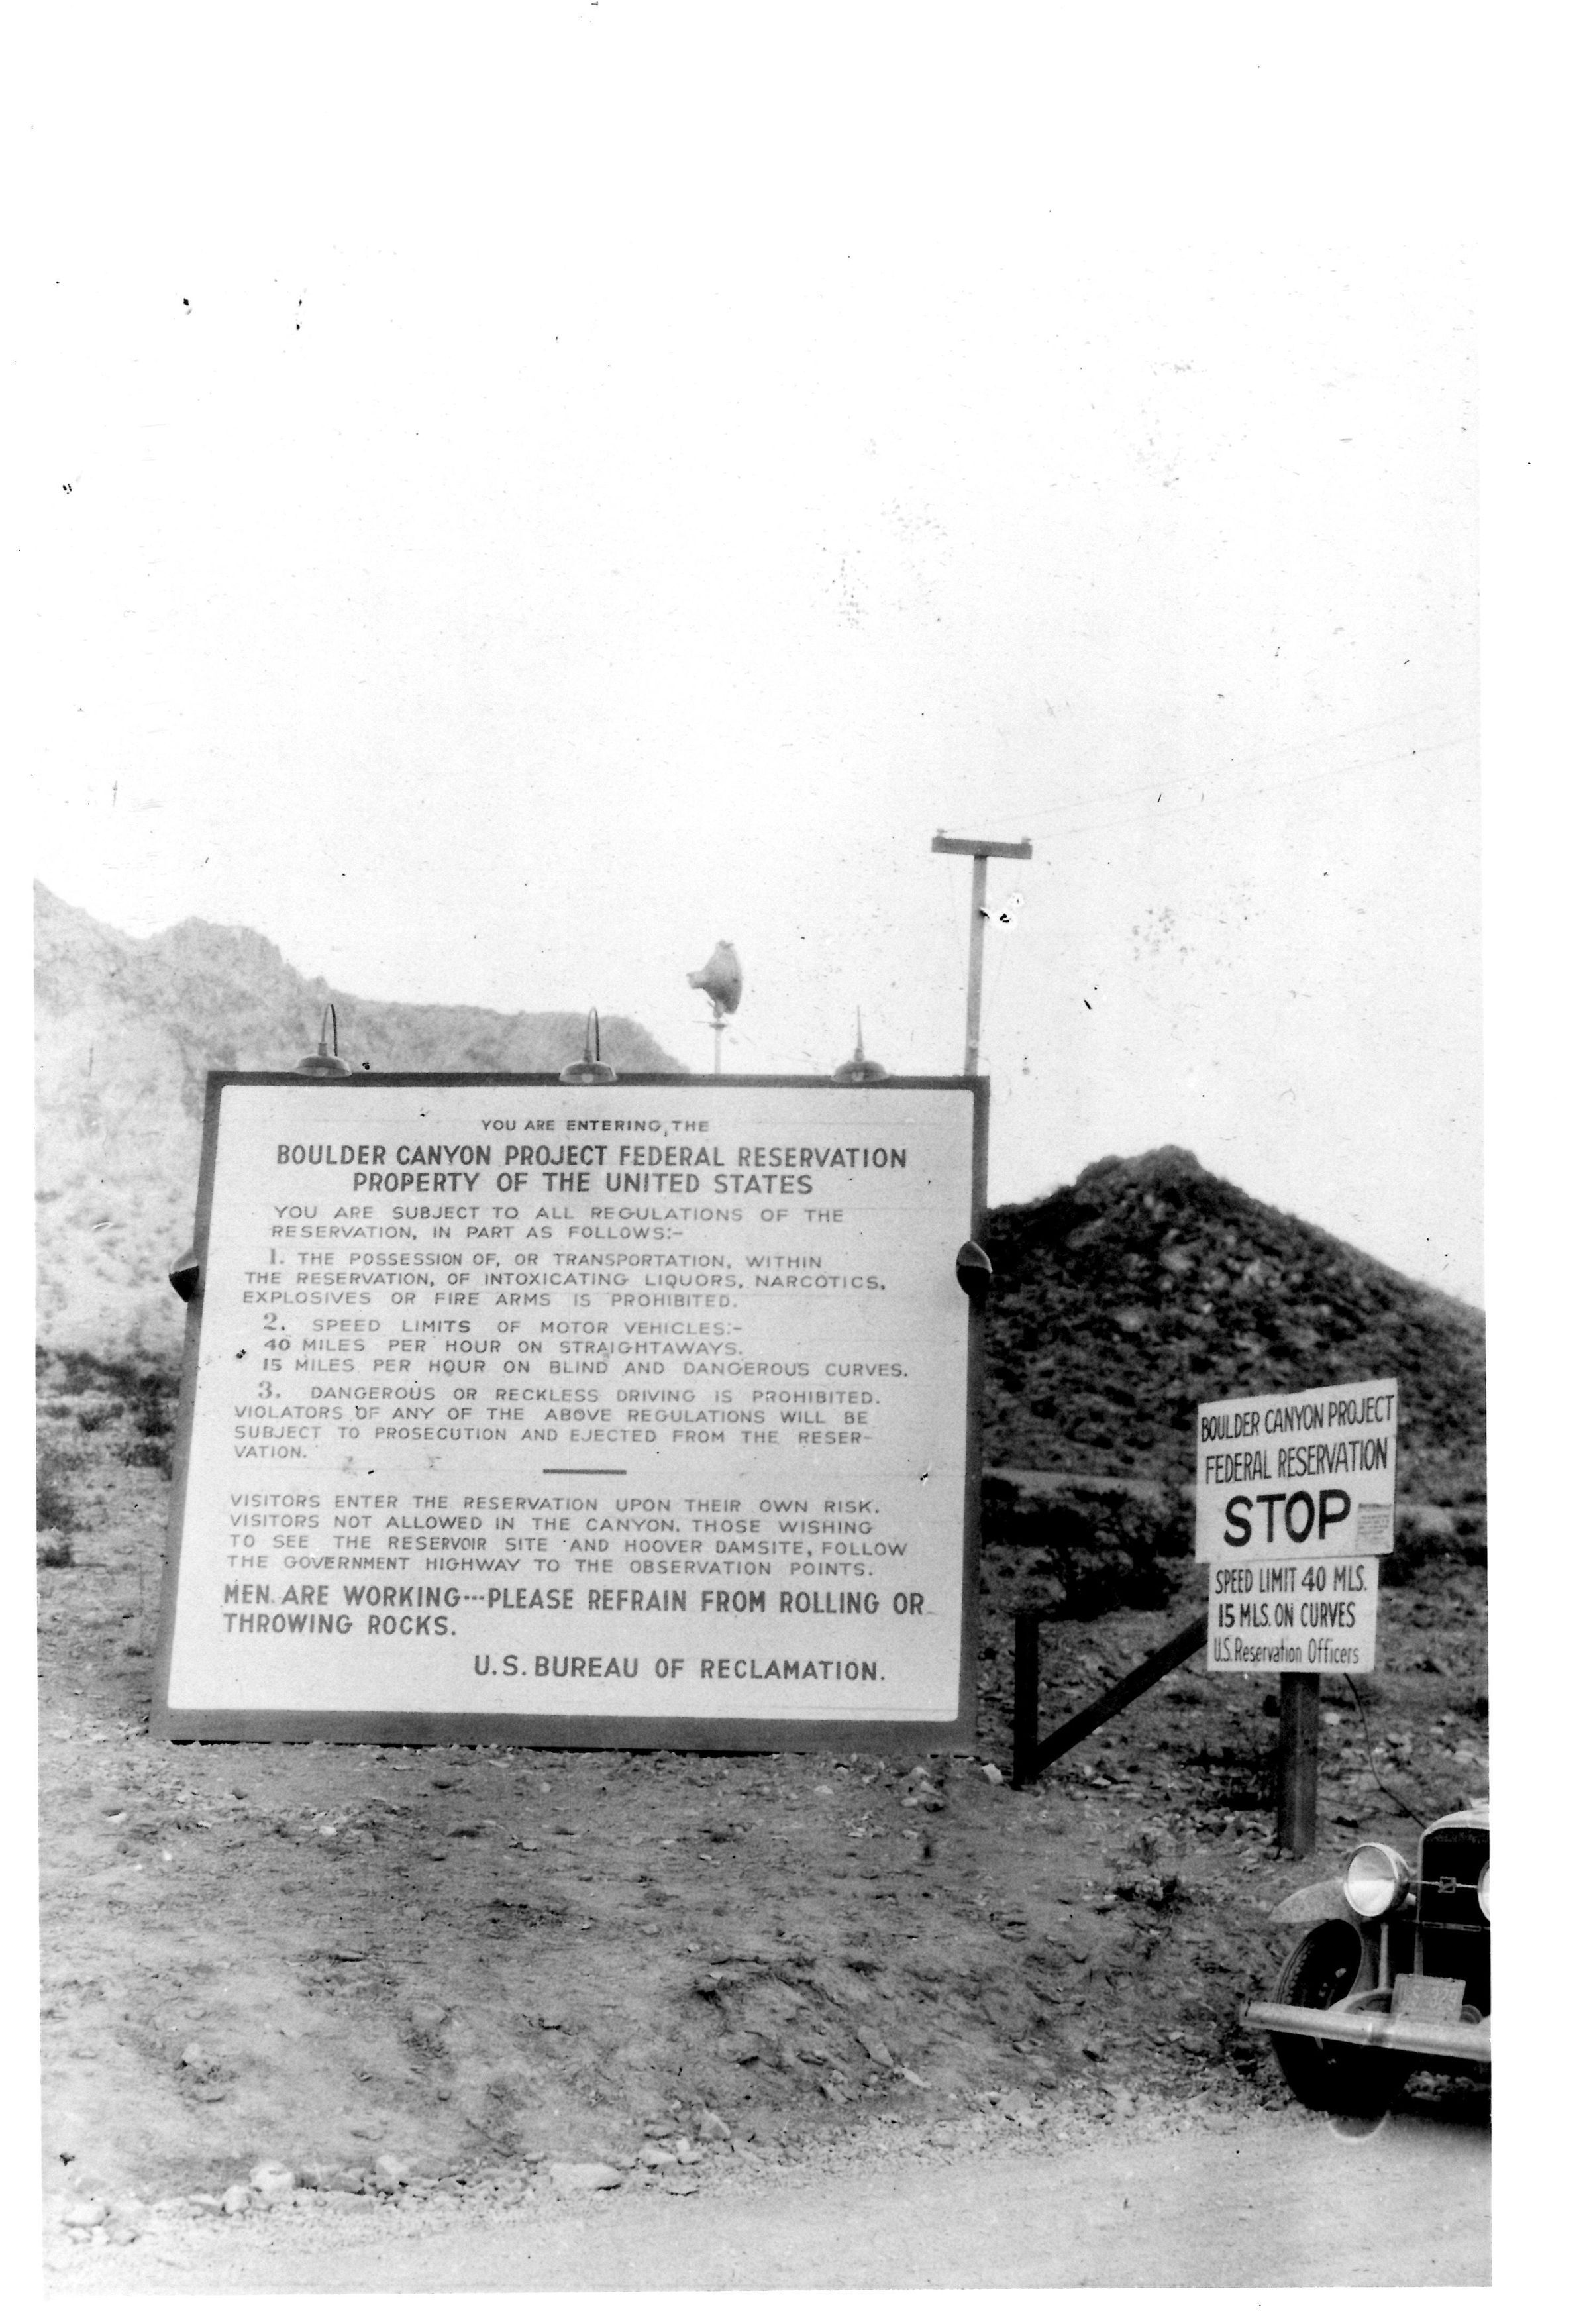 YOU ARE ENTERING THE
BOULDER CANYON PROJECT FEDERAL RESERVATION
PROPERTY OF THE UNITED STATES
YOU ARE SUBJECT TO ALL REGULATIONS OF THE
RESERVATION, IN PART AS FOLLOWS:-
1. THE POSSESSION OF, OR TRANSPORTATION, WITHIN
THE RESERVATION, OF INTOXICATING LIQUORS, NARCOTICS,
EXPLOSIVES OR FIRE ARMS IS PROHIBITED.
2. SPEED LIMITS OF MOTOR VEHICLES:-
40 MILES PER HOUR ON STRAIGHTAWAYS.
15 MILES PER HOUR ON BLIND AND DANGEROUS CURVES.
3. DANGEROUS OR RECKLESS DRIVING IS PROHIBITED.
VIOLATORS OF ANY OF THE ABOVE REGULATIONS WILL BE
SUBJECT TO PROSECUTION AND EJECTED FROM THE RESER-
VATION.
VISITORS ENTER THE RESERVATION UPON THEIR OWN RISK.
VISITORS NOT ALLOWED IN THE CANYON. THOSE WISHING
TO SEE THE RESERVOIR SITE AND HOOVER DAMSITE, FOLLOW
THE GOVERNMENT HIGHWAY TO THE OBSERVATION POINTS.
MEN ARE WORKING---PLEASE REFRAIN FROM ROLLING OR
THROWING ROCKS.
U.S. BUREAU OF RECLAMATION.
BOULDER CANYON PROJECT
FEDERAL RESERVATION
STOP
SPEED LIMIT 40 MLS.
15 MLS. ON CURVES
U.S. Reservation Officers